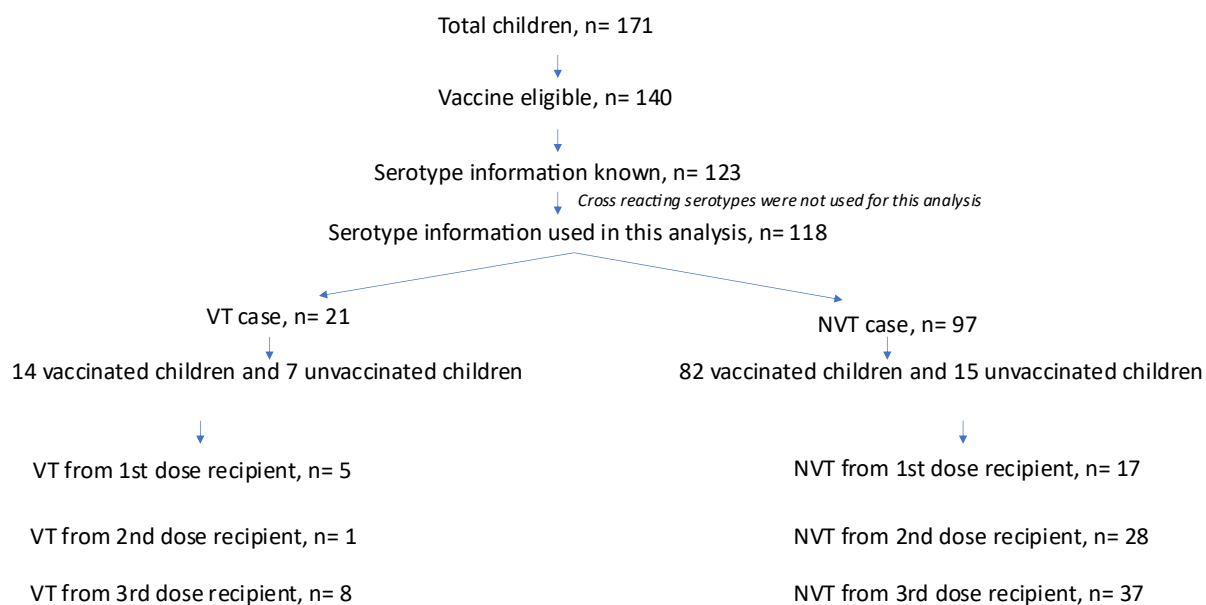 Total children, n= 171
Vaccine eligible, n= 140
Serotype information known, n= 123
Cross reacting serotypes were not used for this analysis
Serotype information used in this analysis, n= 118
VT case, n= 21
NVT case, n= 97
14 vaccinated children and 7 unvaccinated children
82 vaccinated children and 15 unvaccinated children
VT from 1st dose recipient, n= 5
NVT from 1st dose recipient, n= 17
VT from 2nd dose recipient, n= 1
NVT from 2nd dose recipient, n= 28
VT from 3rd dose recipient, n= 8
NVT from 3rd dose recipient, n= 37